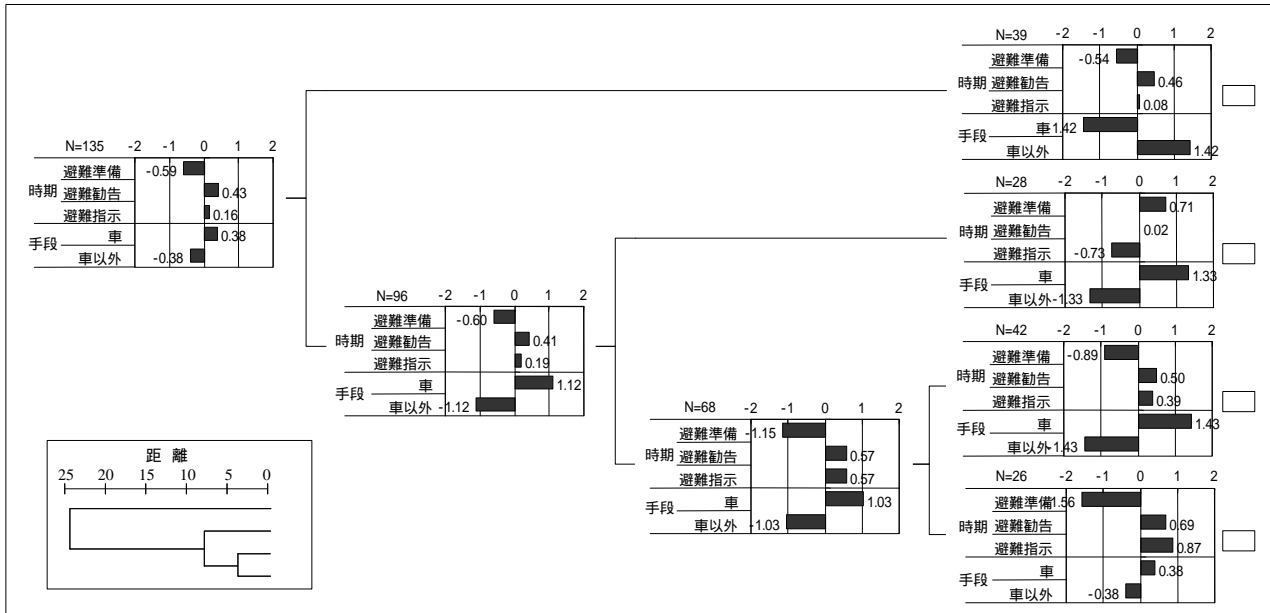 N=135 -2 -1 0 1 2
時期
避難準備 -0.59
避難勧告 0.43
避難指示 0.16
手段
車 0.38
車以外 -0.38
N=96 -2 -1 0 1 2
時期
避難準備 -0.60
避難勧告 0.41
避難指示 0.19
手段
車 1.12
車以外 -1.12
N=68 -2 -1 0 1 2
時期
避難準備 -1.15
避難勧告 0.57
避難指示 0.57
手段
車 1.03
車以外 -1.03
N=39 -2 -1 0 1 2
時期
避難準備 -0.54
避難勧告 0.46
避難指示 0.08
手段
車 -1.42
車以外 1.42
N=28 -2 -1 0 1 2
時期
避難準備 0.71
避難勧告 0.02
避難指示 -0.73
手段
車 1.33
車以外 -1.33
N=42 -2 -1 0 1 2
時期
避難準備 -0.89
避難勧告 0.50
避難指示 0.39
手段
車 1.43
車以外 -1.43
N=26 -2 -1 0 1 2
時期
避難準備 -1.56
避難勧告 0.69
避難指示 0.87
手段
車 0.38
車以外 -0.38
距 離
25 20 15 10 5 0